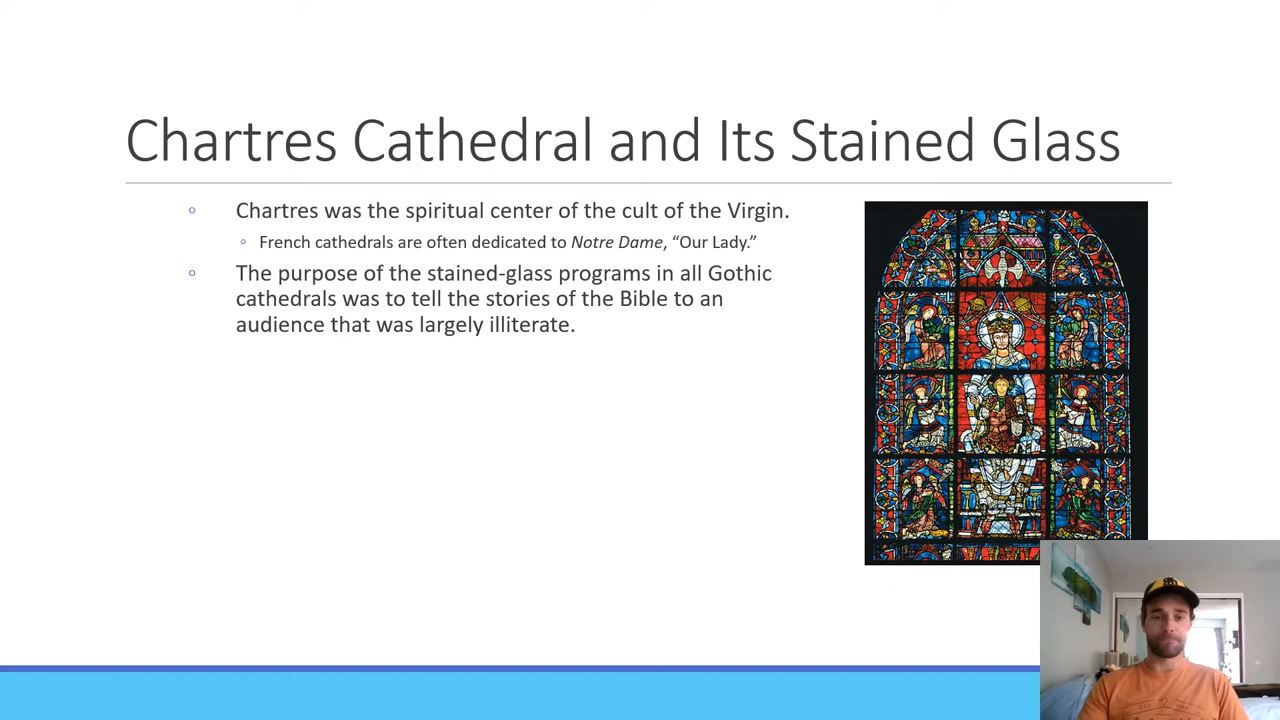 Chartres Cathedral and Its Stained Glass
Chartres was the spiritual center of the cult of the Virgin.
French cathedrals are often dedicated to Notre Dame, “Our Lady.”
The purpose of the stained-glass programs in all Gothic
cathedrals was to tell the stories of the Bible to an
audience that was largely illiterate.